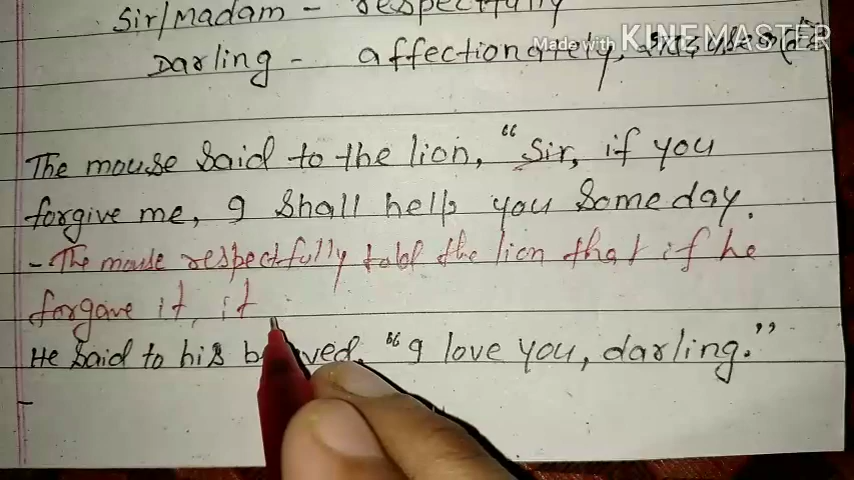 Sir/Madam - respectfully
Made with KINEMASTER
Darling - affectionately,
The mouse said to the lion, "Sir, if you
forgive me, I shall help you some day.
- The mouse respectfully told the lion that if he
forgave it, it
He said to his "I love you, darling."
-